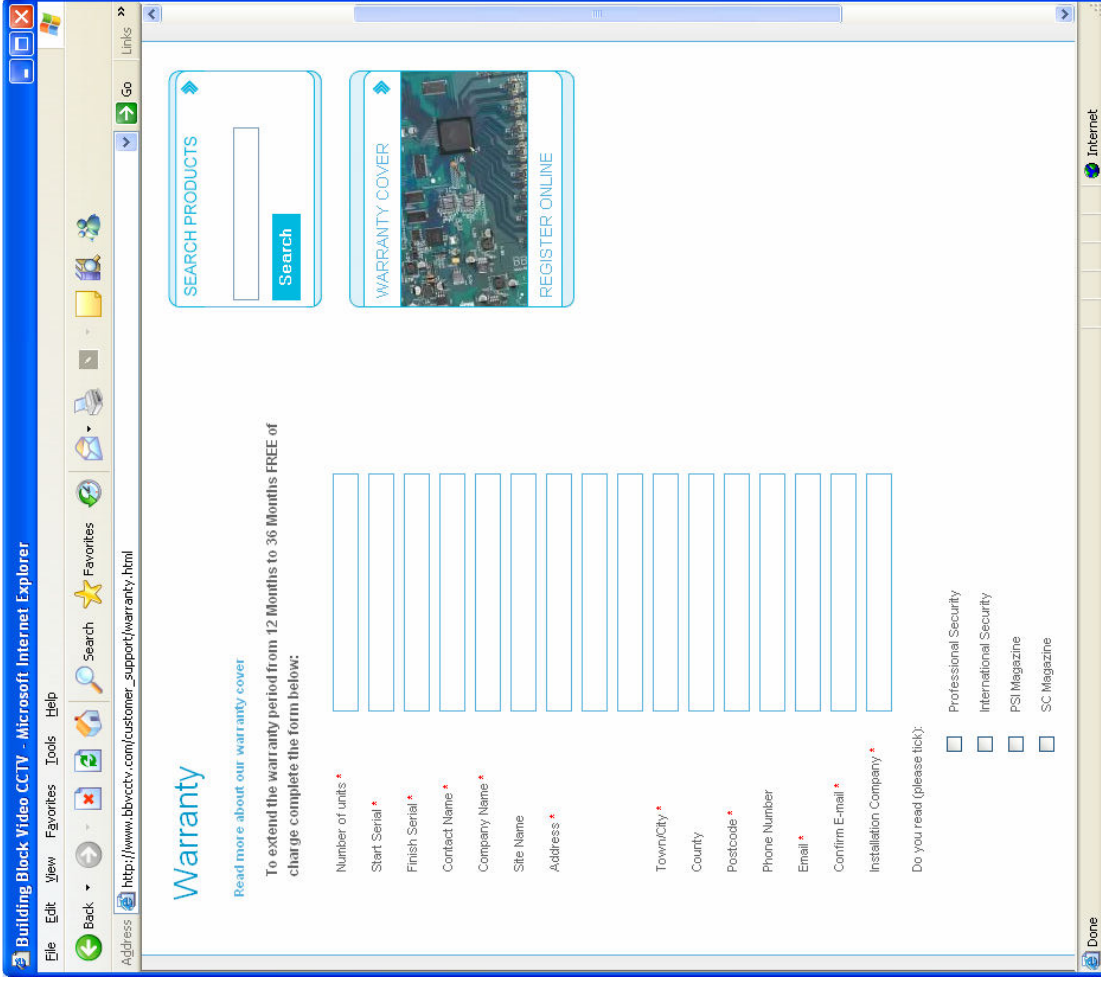 Building Block Video CCTV - Microsoft Internet Explorer
File Edit View Favorites Tools Help
Back Search Favorites
Address http://www.bbvcctv.com/customer_support/warranty.html Go Links »
Warranty
Read more about our warranty cover
To extend the warranty period from 12 Months to 36 Months FREE of
charge complete the form below:
Number of units *
Start Serial *
Finish Serial *
Contact Name *
Company Name *
Site Name
Address *
Town/City *
County
Postcode *
Phone Number
Email *
Confirm E-mail *
Installation Company *
Do you read (please tick):
Professional Security
International Security
PSI Magazine
SC Magazine
SEARCH PRODUCTS
Search
WARRANTY COVER
REGISTER ONLINE
Done
Internet